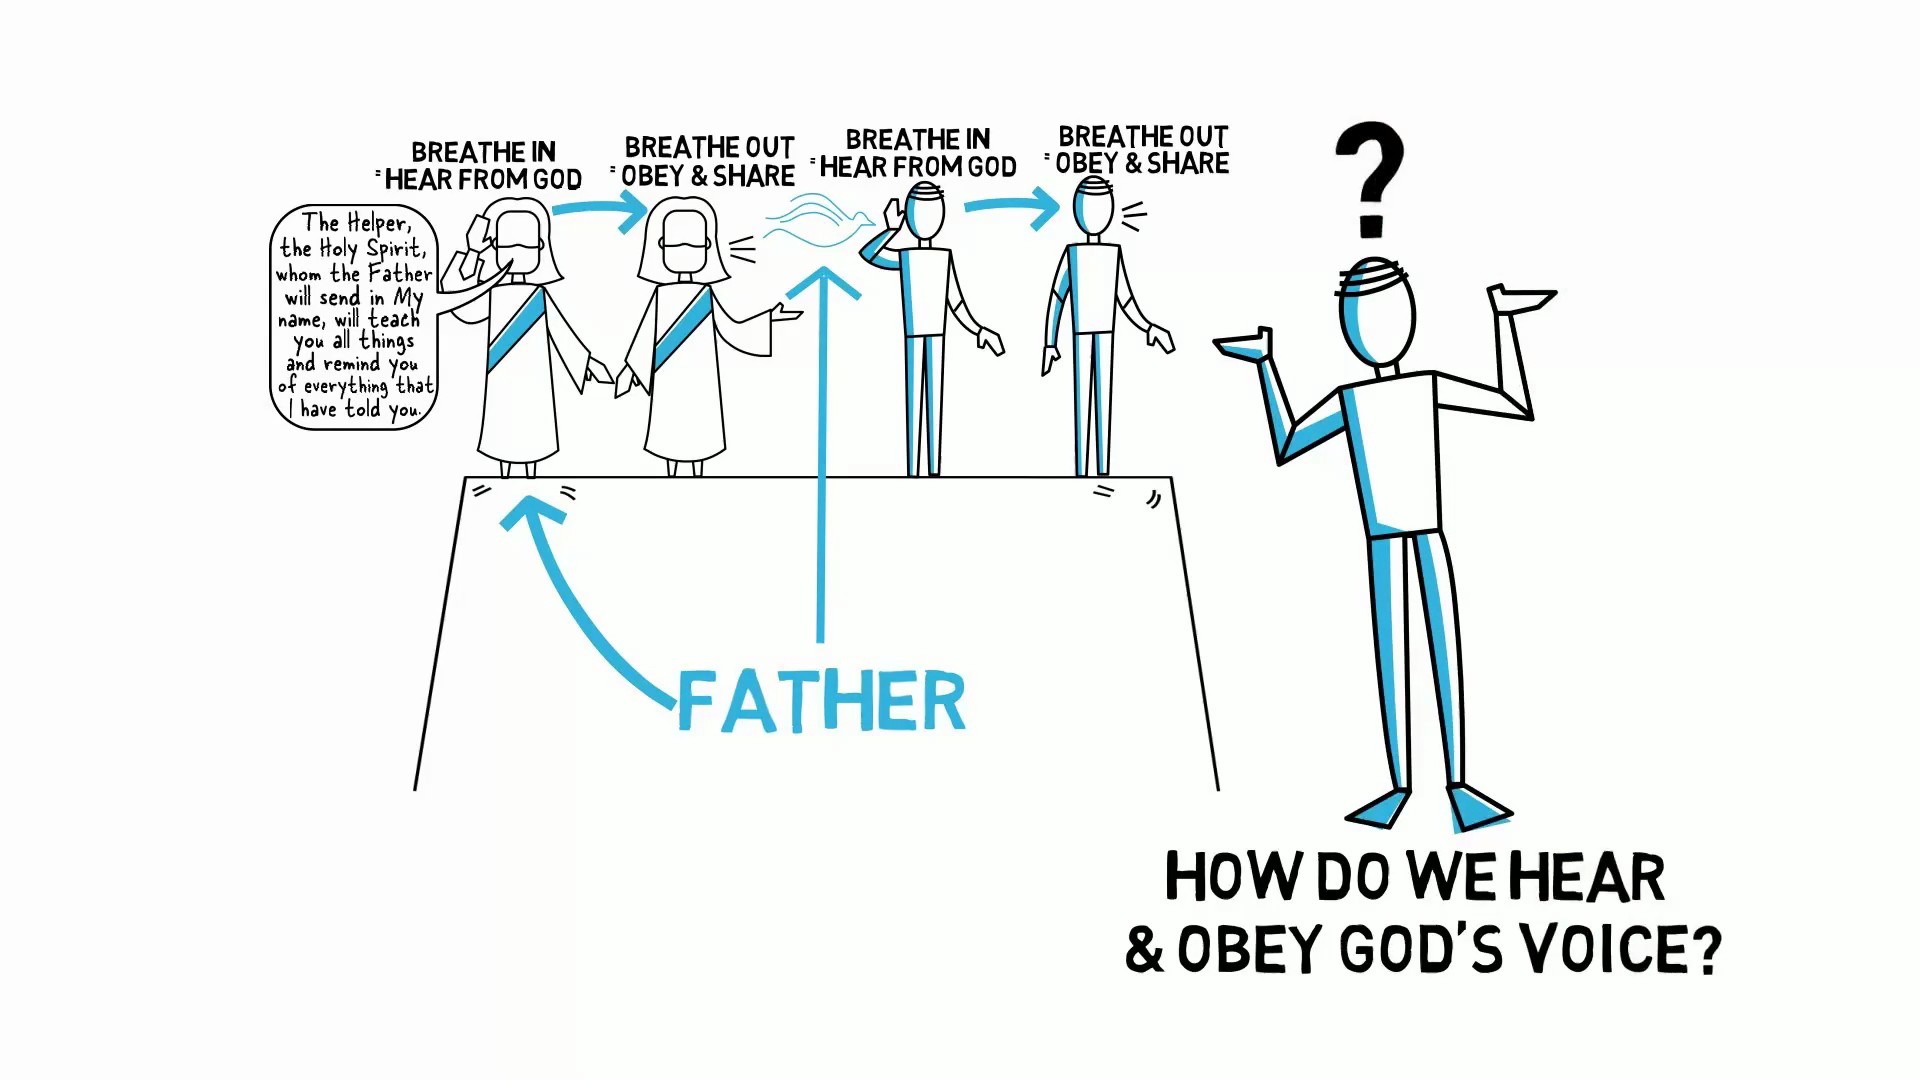 BREATHE IN
=HEAR FROM GOD
BREATHE OUT
=OBEY & SHARE
BREATHE IN
=HEAR FROM GOD
BREATHE OUT
=OBEY & SHARE
?
The Helper,
the Holy Spirit,
whom the Father
will send in My
name, will teach
you all things
and remind you
of everything that
I have told you.
FATHER
HOW DO WE HEAR
& OBEY GOD'S VOICE?